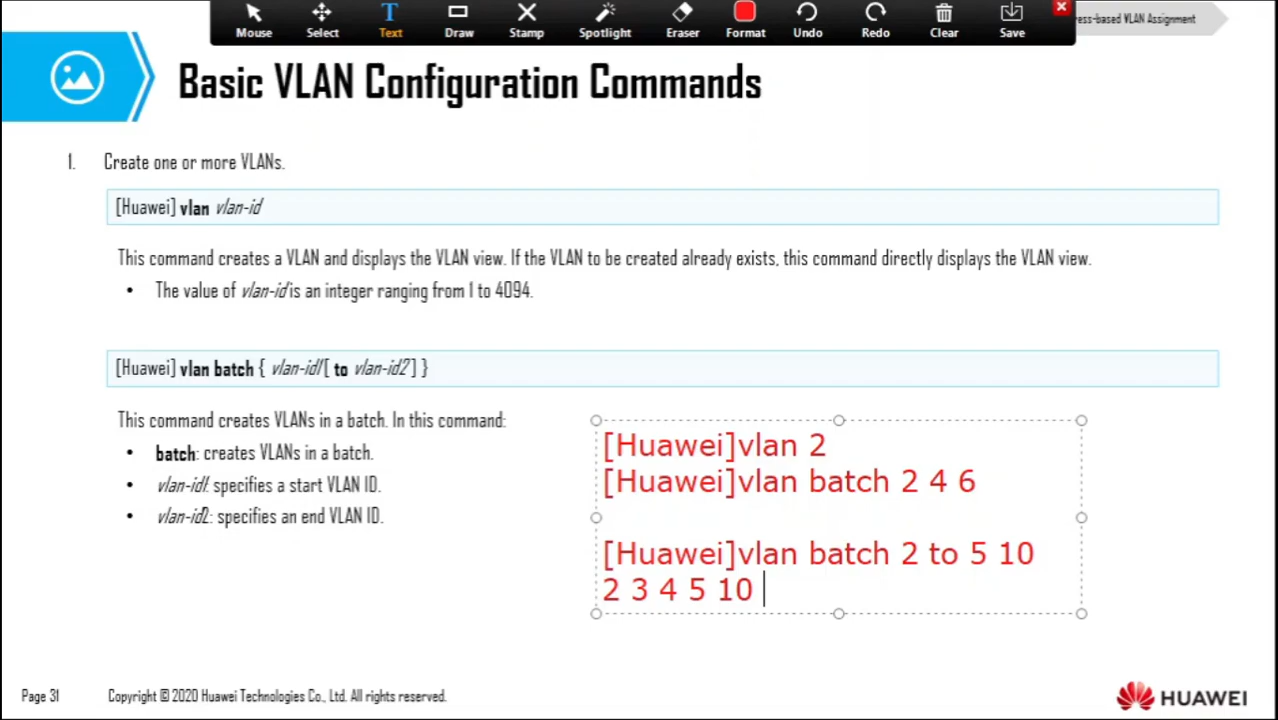 Mouse Select Text Draw Stamp Spotlight Eraser Format Undo Redo Clear Save
ress-based VLAN Assignment
Basic VLAN Configuration Commands
1. Create one or more VLANs.
[Huawei] vlan vlan-id
This command creates a VLAN and displays the VLAN view. If the VLAN to be created already exists, this command directly displays the VLAN view.
• The value of vlan-id is an integer ranging from 1 to 4094.
[Huawei] vlan batch { vlan-id1 [ to vlan-id2 ] }
This command creates VLANs in a batch. In this command:
• batch: creates VLANs in a batch.
• vlan-id1: specifies a start VLAN ID.
• vlan-id2: specifies an end VLAN ID.
[Huawei]vlan 2
[Huawei]vlan batch 2 4 6
[Huawei]vlan batch 2 to 5 10
2 3 4 5 10
Page 31 Copyright © 2020 Huawei Technologies Co., Ltd. All rights reserved.
HUAWEI